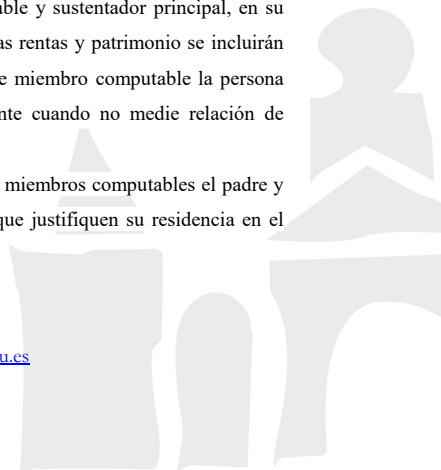 able y sustentador principal, en su
as rentas y patrimonio se incluirán
e miembro computable la persona
nte cuando no medie relación de
miembros computables el padre y
que justifiquen su residencia en el
u.es